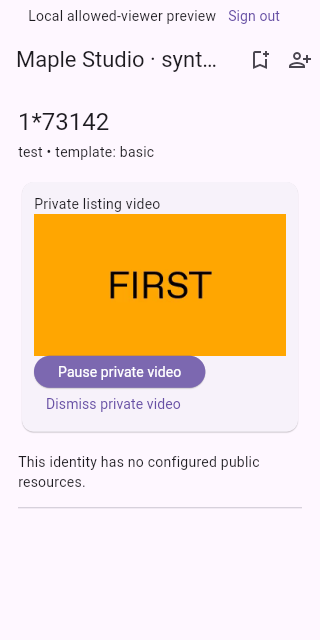 Local allowed-viewer preview Sign out
Maple Studio · synt…
1*73142
test • template: basic
Private listing video
FIRST
Pause private video
Dismiss private video
This identity has no configured public
resources.